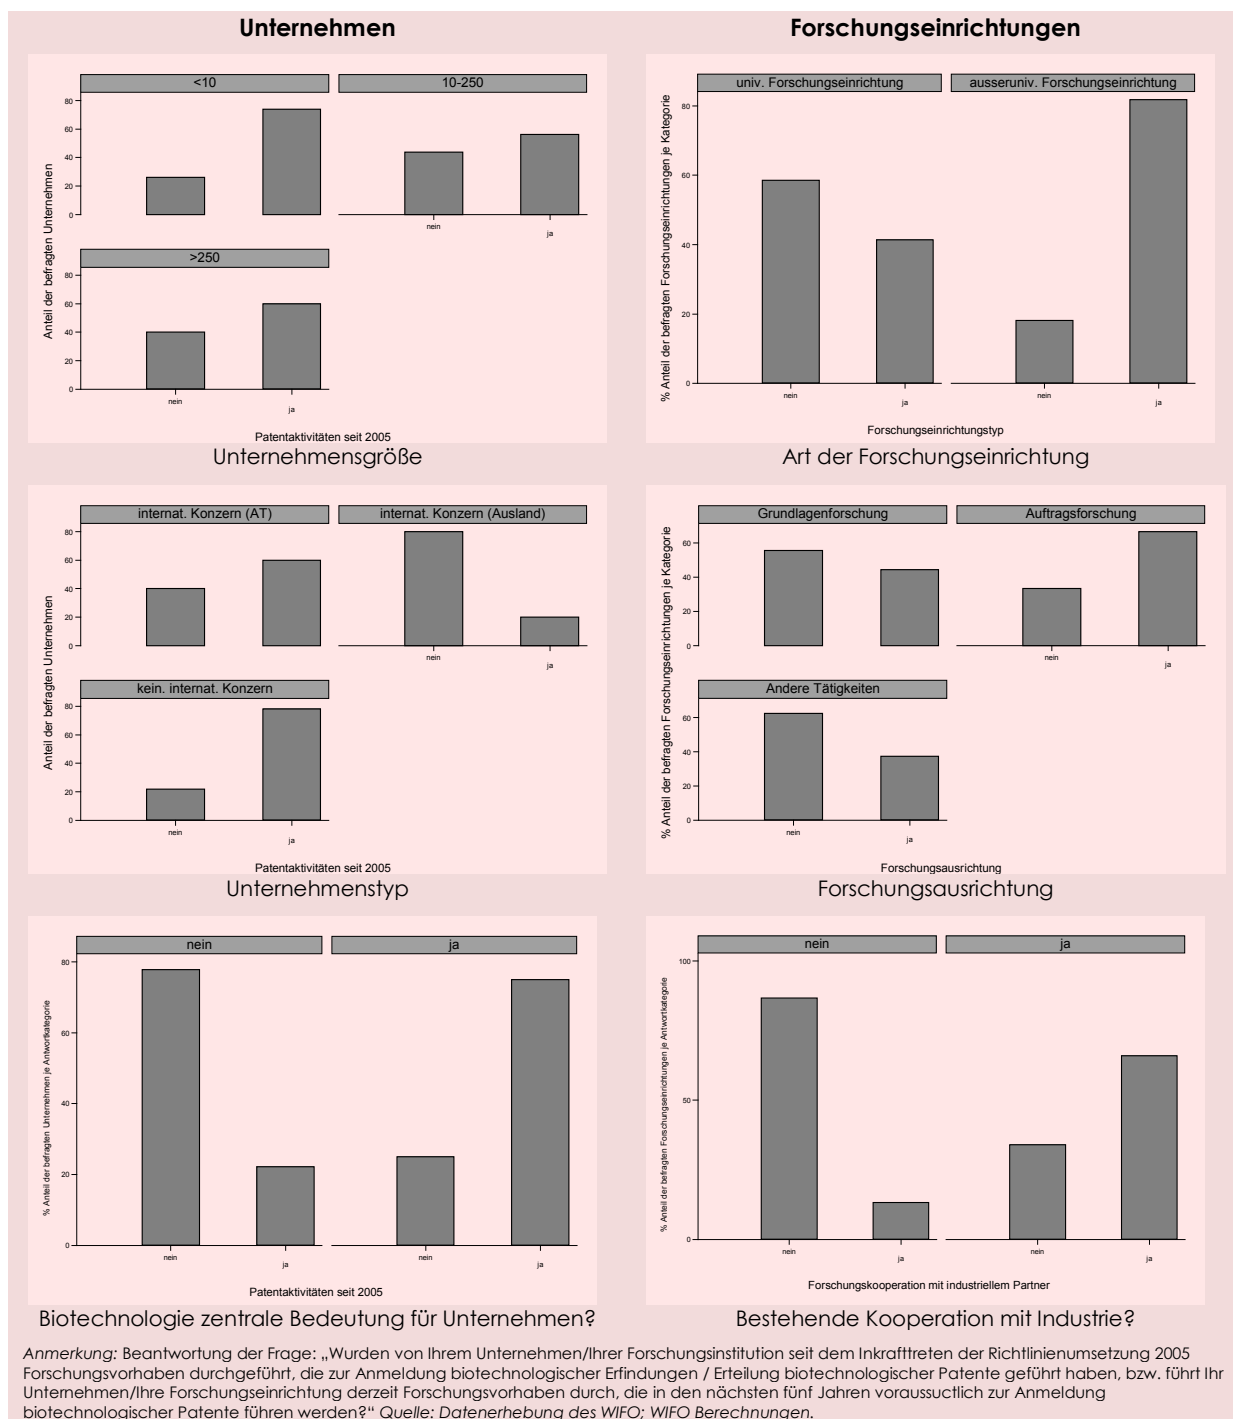 Unternehmen
Forschungseinrichtungen
<10
10-250
80
60
40
20
0
nein
ja
>250
80
60
40
20
0
nein
ja
Anteil der befragten Unternehmen
Patentaktivitäten seit 2005
Unternehmensgröße
univ. Forschungseinrichtung
ausseruniv. Forschungseinrichtung
80
60
40
20
0
nein
ja
nein
ja
% Anteil der befragten Forschungseinrichtungen je Kategorie
Forschungseinrichtungstyp
Art der Forschungseinrichtung
internat. Konzern (AT)
internat. Konzern (Ausland)
80
60
40
20
0
nein
ja
kein. internat. Konzern
80
60
40
20
0
nein
ja
Anteil der befragten Unternehmen
Patentaktivitäten seit 2005
Unternehmenstyp
Grundlagenforschung
Auftragsforschung
60
40
20
0
nein
ja
Andere Tätigkeiten
60
40
20
0
nein
ja
% Anteil der befragten Forschungseinrichtungen je Kategorie
Forschungsausrichtung
Forschungsausrichtung
nein
ja
80
60
40
20
0
nein
ja
nein
ja
% Anteil der befragten Unternehmen je Antwortkategorie
Patentaktivitäten seit 2005
Biotechnologie zentrale Bedeutung für Unternehmen?
nein
ja
100
50
0
nein
ja
nein
ja
% Anteil der befragten Forschungseinrichtungen je Antwortkategorie
Forschungskooperation mit industriellem Partner
Bestehende Kooperation mit Industrie?
Anmerkung: Beantwortung der Frage: „Wurden von Ihrem Unternehmen/Ihrer Forschungsinstitution seit dem Inkrafttreten der Richtlinienumsetzung 2005
Forschungsvorhaben durchgeführt, die zur Anmeldung biotechnologischer Erfindungen / Erteilung biotechnologischer Patente geführt haben, bzw. führt Ihr
Unternehmen/Ihre Forschungseinrichtung derzeit Forschungsvorhaben durch, die in den nächsten fünf Jahren voraussuctlich zur Anmeldung
biotechnologischer Patente führen werden?“ Quelle: Datenerhebung des WIFO; WIFO Berechnungen.